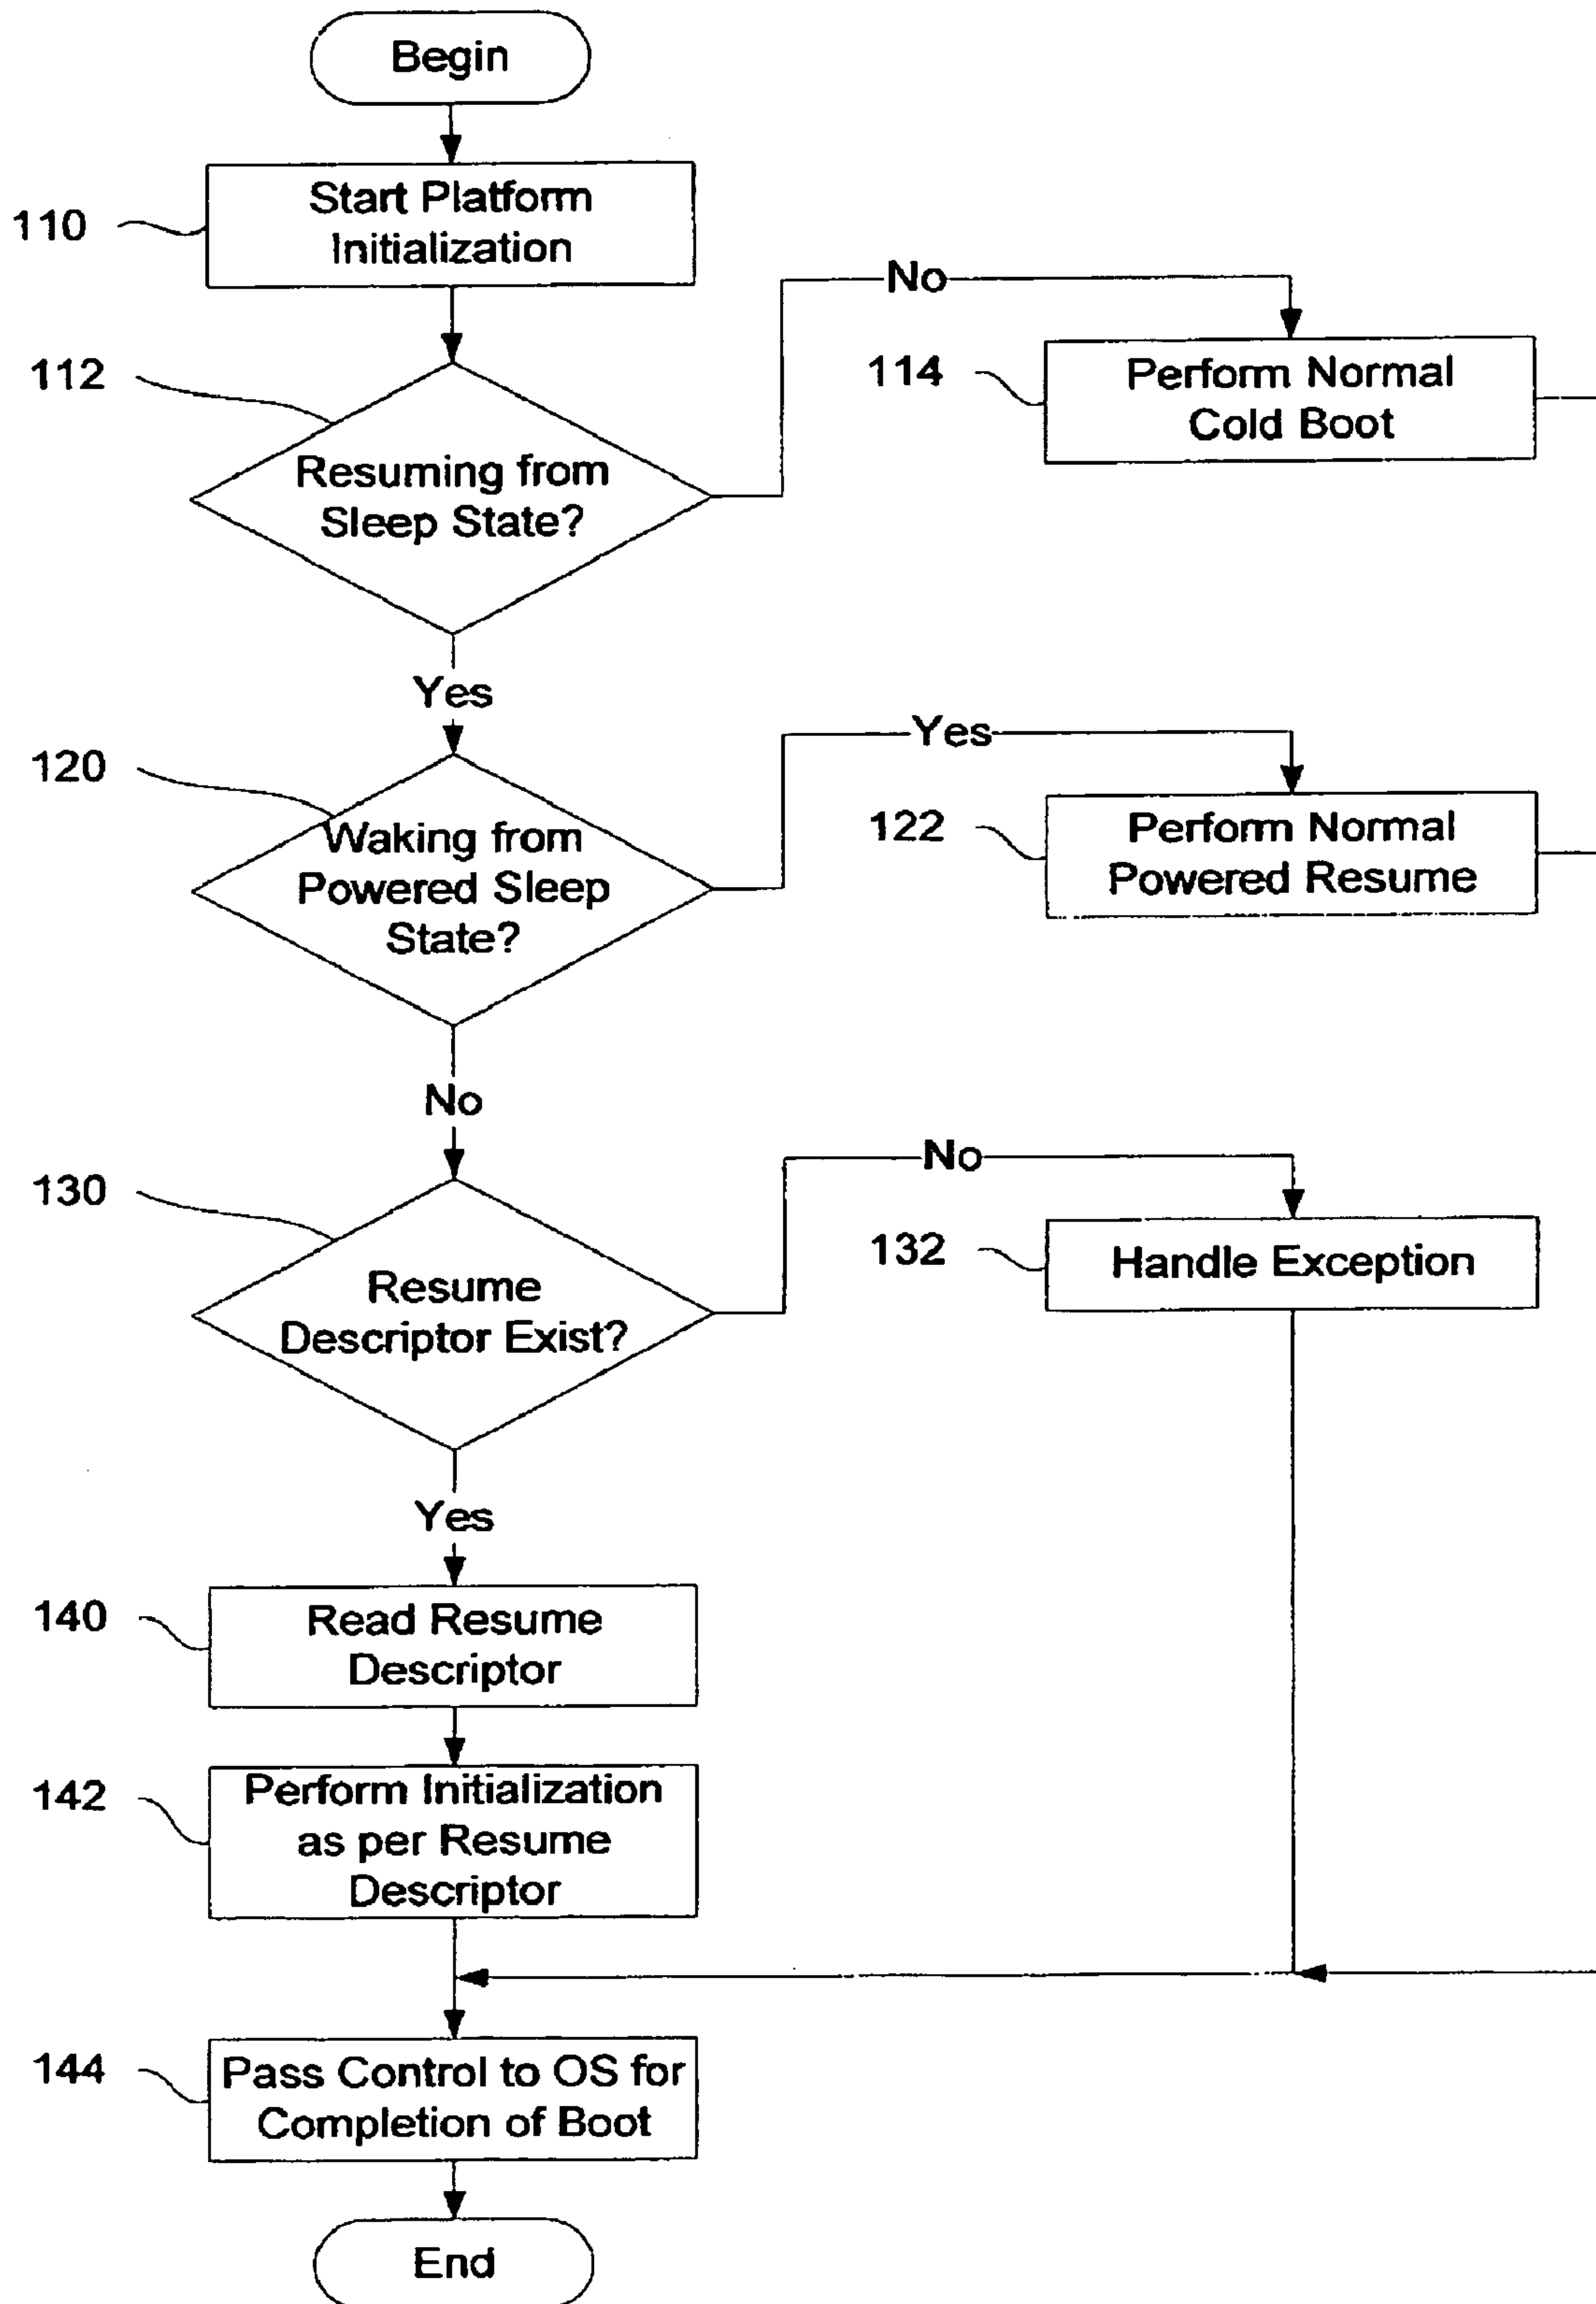 Begin
110
Start Platform
Initialization
112
Resuming from
Sleep State?
No
114
Perform Normal
Cold Boot
Yes
120
Waking from
Powered Sleep
State?
Yes
122
Perform Normal
Powered Resume
No
130
Resume
Descriptor Exist?
No
132
Handle Exception
Yes
140
Read Resume
Descriptor
142
Perform Initialization
as per Resume
Descriptor
144
Pass Control to OS for
Completion of Boot
End